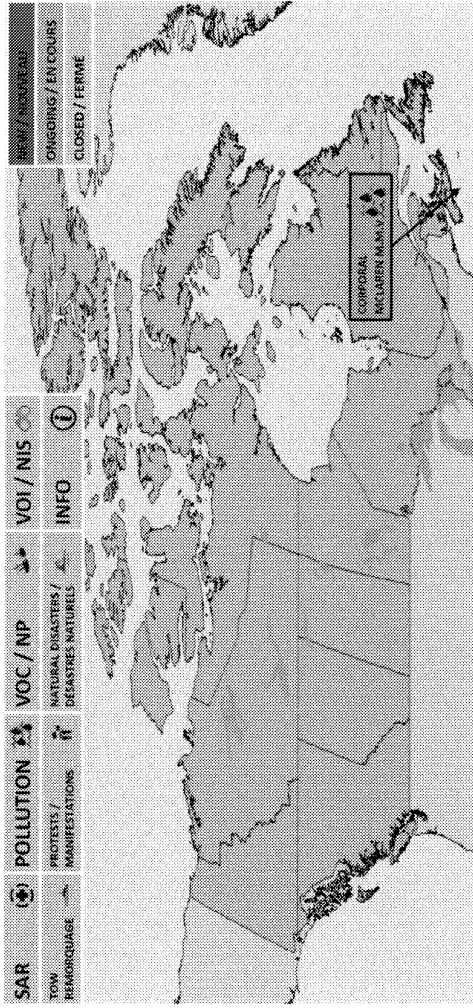 SAR
POLLUTION
VOC / NP
VOI / NIS
TOW
REMORQUAGE
PROTESTS /
MANIFESTATIONS
NATURAL DISASTERS /
DÉSASTRES NATURELS
INFO
NEW / NOUVEAU
ONGOING / EN COURS
CLOSED / FERME
CORPORAL
MCLAREN M.M.V